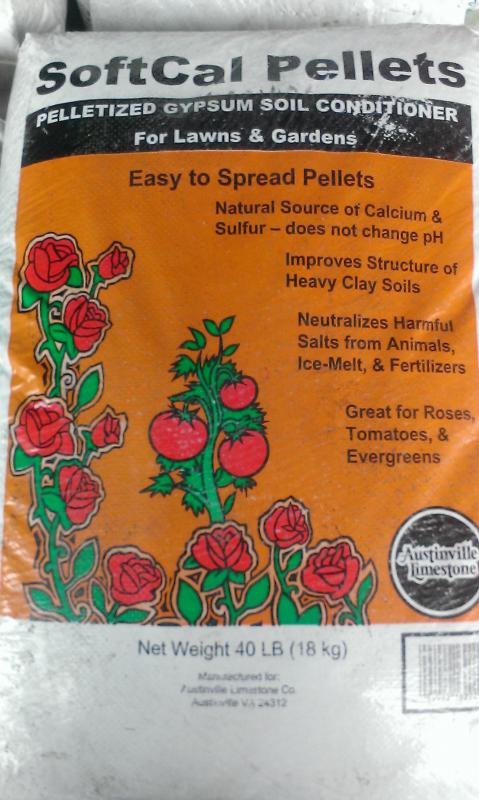 SoftCal Pellets
PELLETIZED GYPSUM SOIL CONDITIONER
For Lawns & Gardens
Easy to Spread Pellets
Natural Source of Calcium &
Sulfur – does not change pH
Improves Structure of
Heavy Clay Soils
Neutralizes Harmful
Salts from Animals,
Ice-Melt, & Fertilizers
Great for Roses,
Tomatoes, &
Evergreens
Austinville
Limestone
Net Weight 40 LB (18 kg)
Manufactured for:
Austinville Limestone Co.
Austinville VA 24312